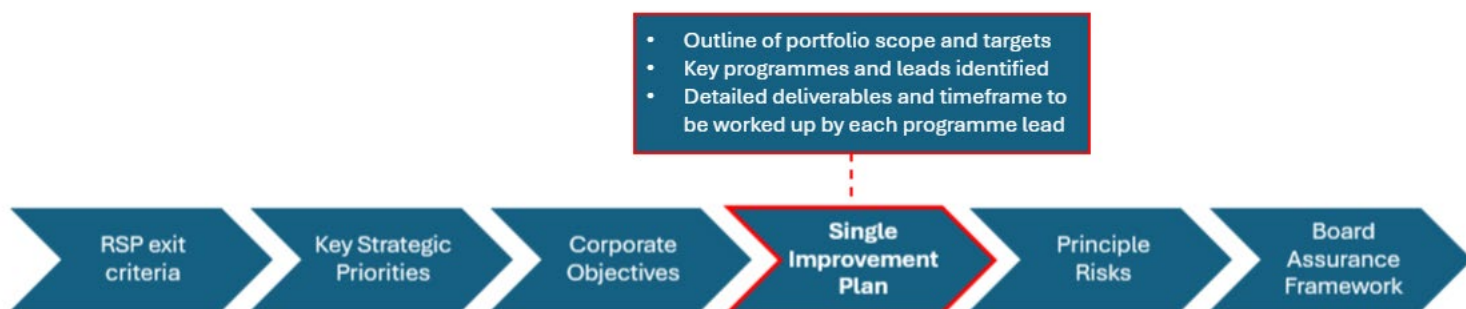 • Outline of portfolio scope and targets
• Key programmes and leads identified
• Detailed deliverables and timeframe to
be worked up by each programme lead
RSP exit
criteria
Key Strategic
Priorities
Corporate
Objectives
Single
Improvement
Plan
Principle
Risks
Board
Assurance
Framework